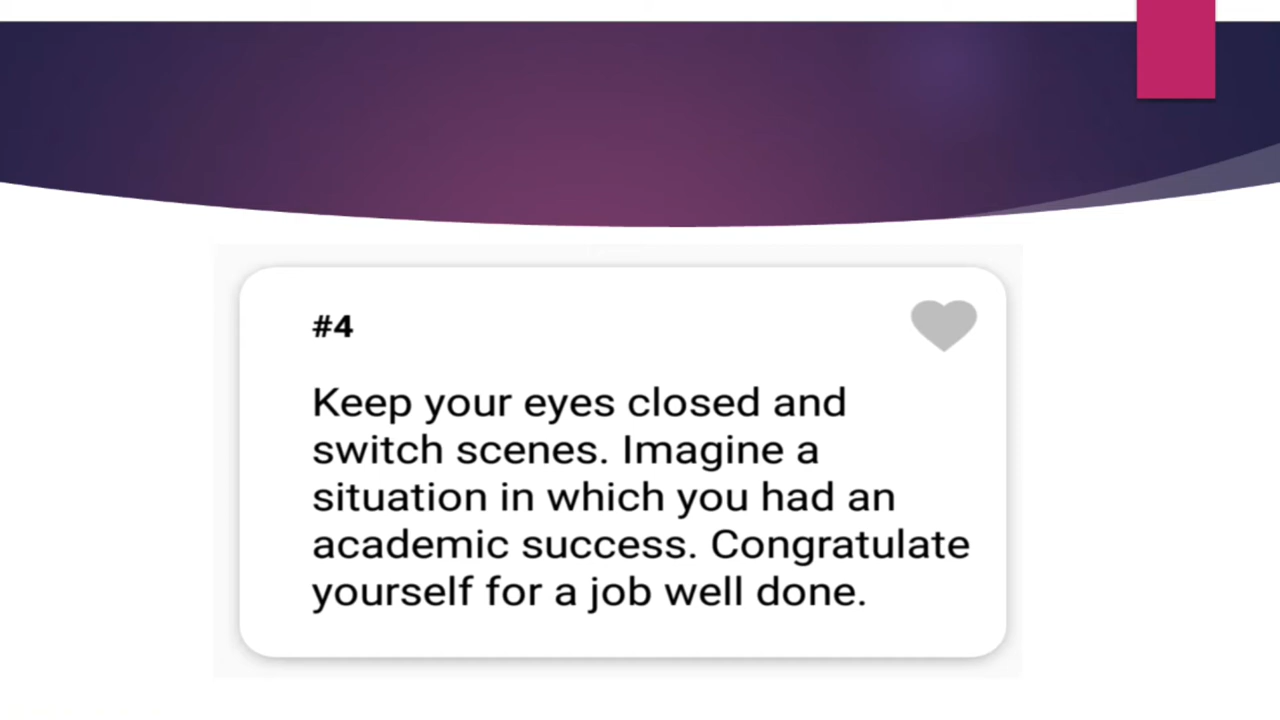 #4
Keep your eyes closed and
switch scenes. Imagine a
situation in which you had an
academic success. Congratulate
yourself for a job well done.